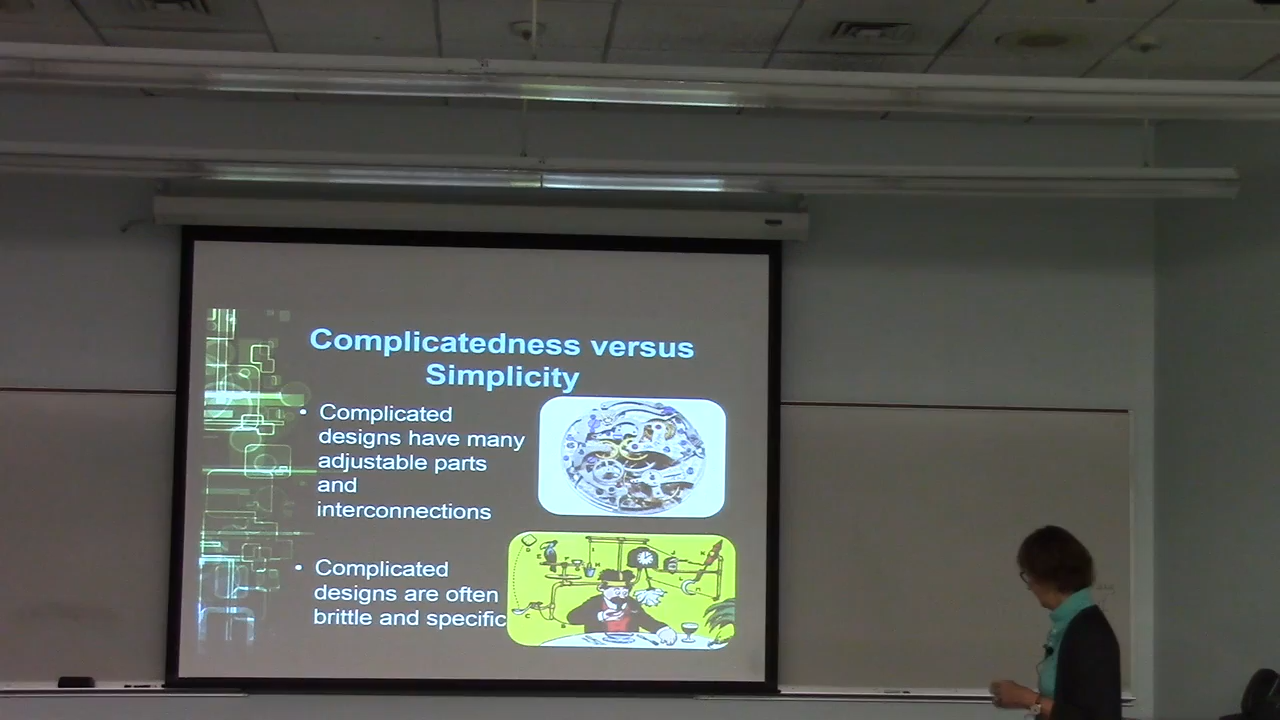 Complicatedness versus
Simplicity
• Complicated
designs have many
adjustable parts
and
interconnections
• Complicated
designs are often
brittle and specific